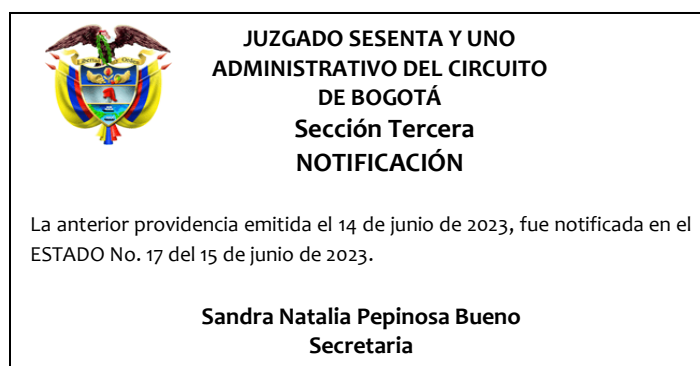 JUZGADO SESENTA Y UNO
ADMINISTRATIVO DEL CIRCUITO
DE BOGOTÁ
Sección Tercera
NOTIFICACIÓN
La anterior providencia emitida el 14 de junio de 2023, fue notificada en el
ESTADO No. 17 del 15 de junio de 2023.
Sandra Natalia Pepinosa Bueno
Secretaria